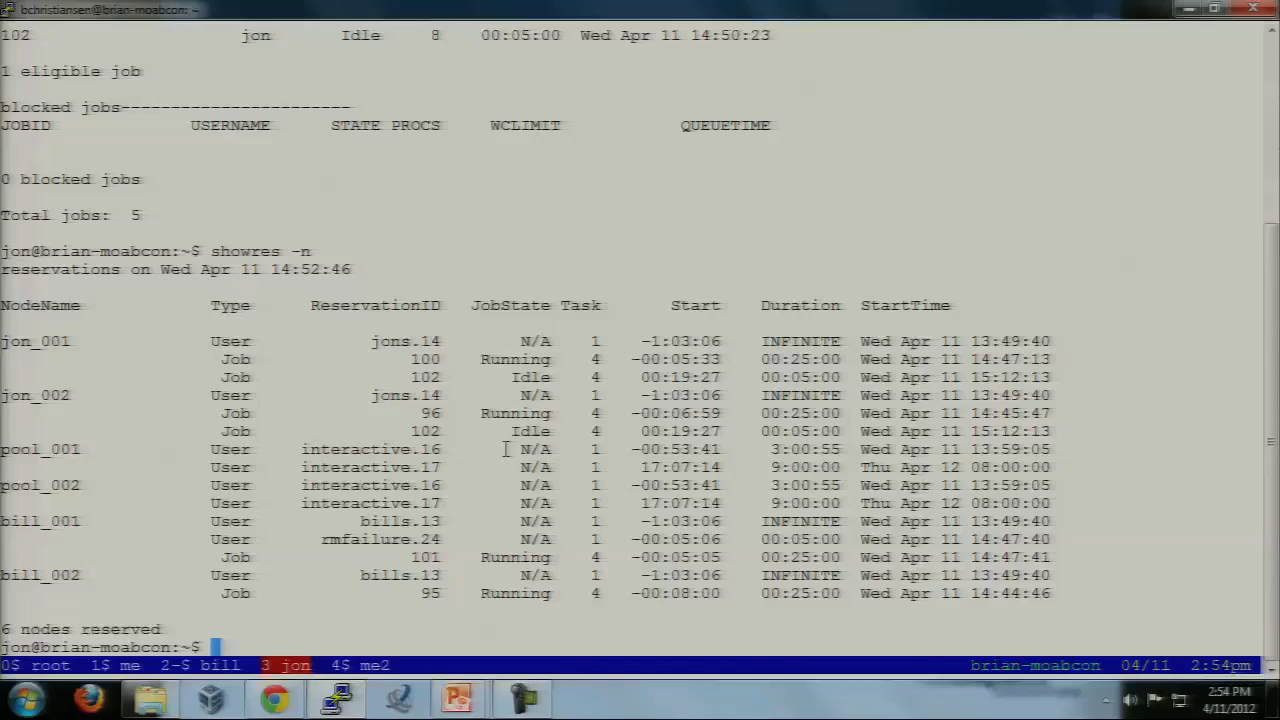 bchristiansen@brian-moabcon: ~
102 jon Idle 8 00:05:00 Wed Apr 11 14:50:23
1 eligible job
blocked jobs-----------------------
JOBID USERNAME STATE PROCS WCLIMIT QUEUETIME
0 blocked jobs
Total jobs: 5
jon@brian-moabcon:~$ showres -n
reservations on Wed Apr 11 14:52:46
NodeName Type ReservationID JobState Task Start Duration StartTime
jon_001 User jons.14 N/A 1 -1:03:06 INFINITE Wed Apr 11 13:49:40
Job 100 Running 4 -00:05:33 00:25:00 Wed Apr 11 14:47:13
Job 102 Idle 4 00:19:27 00:05:00 Wed Apr 11 15:12:13
jon_002 User jons.14 N/A 1 -1:03:06 INFINITE Wed Apr 11 13:49:40
Job 96 Running 4 -00:06:59 00:25:00 Wed Apr 11 14:45:47
Job 102 Idle 4 00:19:27 00:05:00 Wed Apr 11 15:12:13
pool_001 User interactive.16 N/A 1 -00:53:41 3:00:55 Wed Apr 11 13:59:05
User interactive.17 N/A 1 17:07:14 9:00:00 Thu Apr 12 08:00:00
pool_002 User interactive.16 N/A 1 -00:53:41 3:00:55 Wed Apr 11 13:59:05
User interactive.17 N/A 1 17:07:14 9:00:00 Thu Apr 12 08:00:00
bill_001 User bills.13 N/A 1 -1:03:06 INFINITE Wed Apr 11 13:49:40
User rmfailure.24 N/A 1 -00:05:06 00:05:00 Wed Apr 11 14:47:40
Job 101 Running 4 -00:05:05 00:25:00 Wed Apr 11 14:47:41
bill_002 User bills.13 N/A 1 -1:03:06 INFINITE Wed Apr 11 13:49:40
Job 95 Running 4 -00:08:00 00:25:00 Wed Apr 11 14:44:46
6 nodes reserved
jon@brian-moabcon:~$
0$ root 1$ me 2-$ bill 3 jon 4$ me2 brian-moabcon 04/11 2:54pm
2:54 PM
4/11/2012